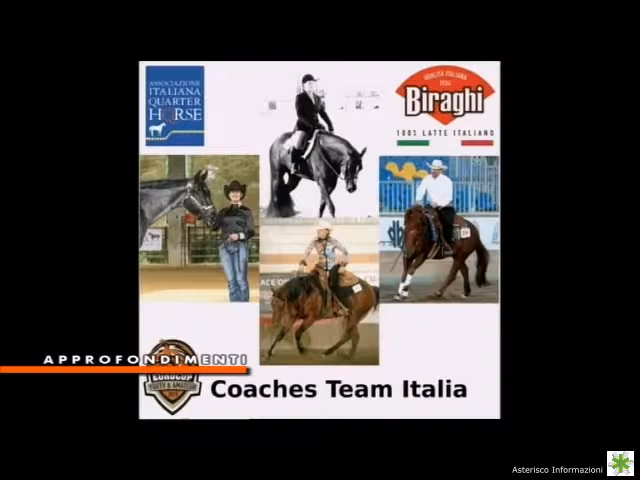 ASSOCIAZIONE
ITALIANA
QUARTER
HORSE
QUALITÀ ITALIANA
Biraghi
100% LATTE ITALIANO
APPROFONDIMENTI
EUROCUP
YOUTH & AMATEUR
Coaches Team Italia
Asterisco Informazioni